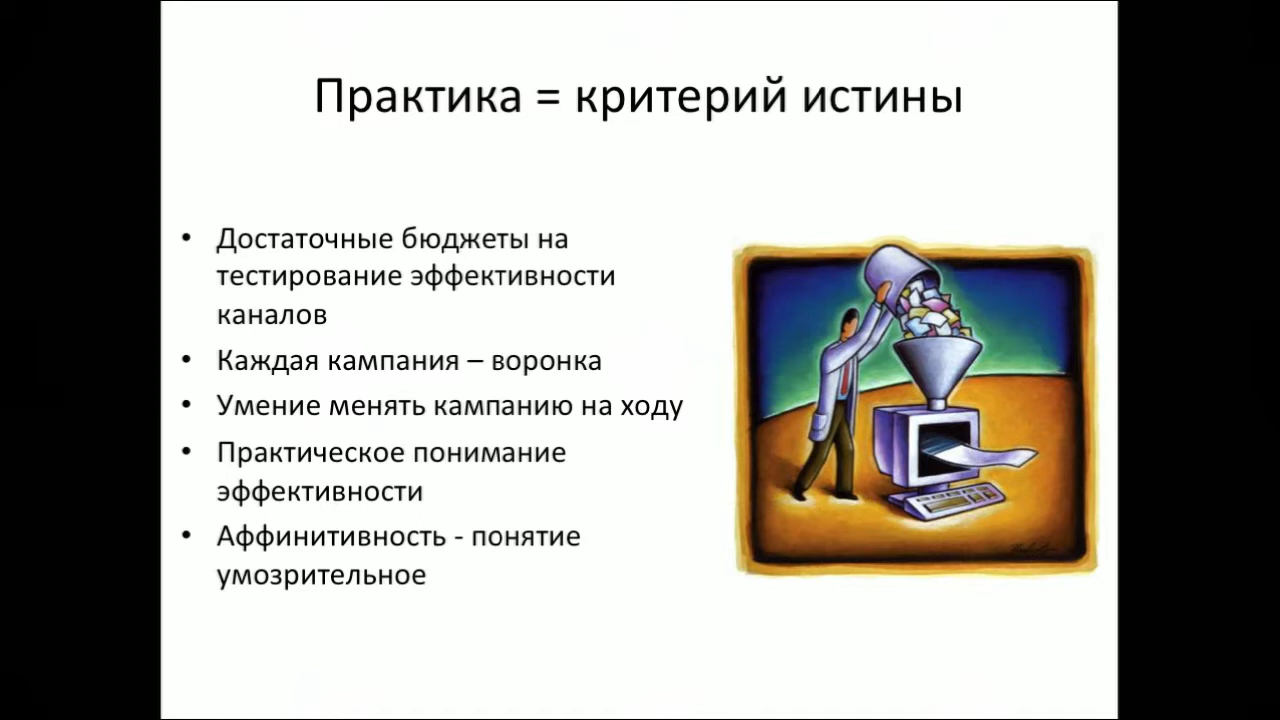 Практика = критерий истины
• Достаточные бюджеты на
тестирование эффективности
каналов
• Каждая кампания – воронка
• Умение менять кампанию на ходу
• Практическое понимание
эффективности
• Аффинитивность - понятие
умозрительное